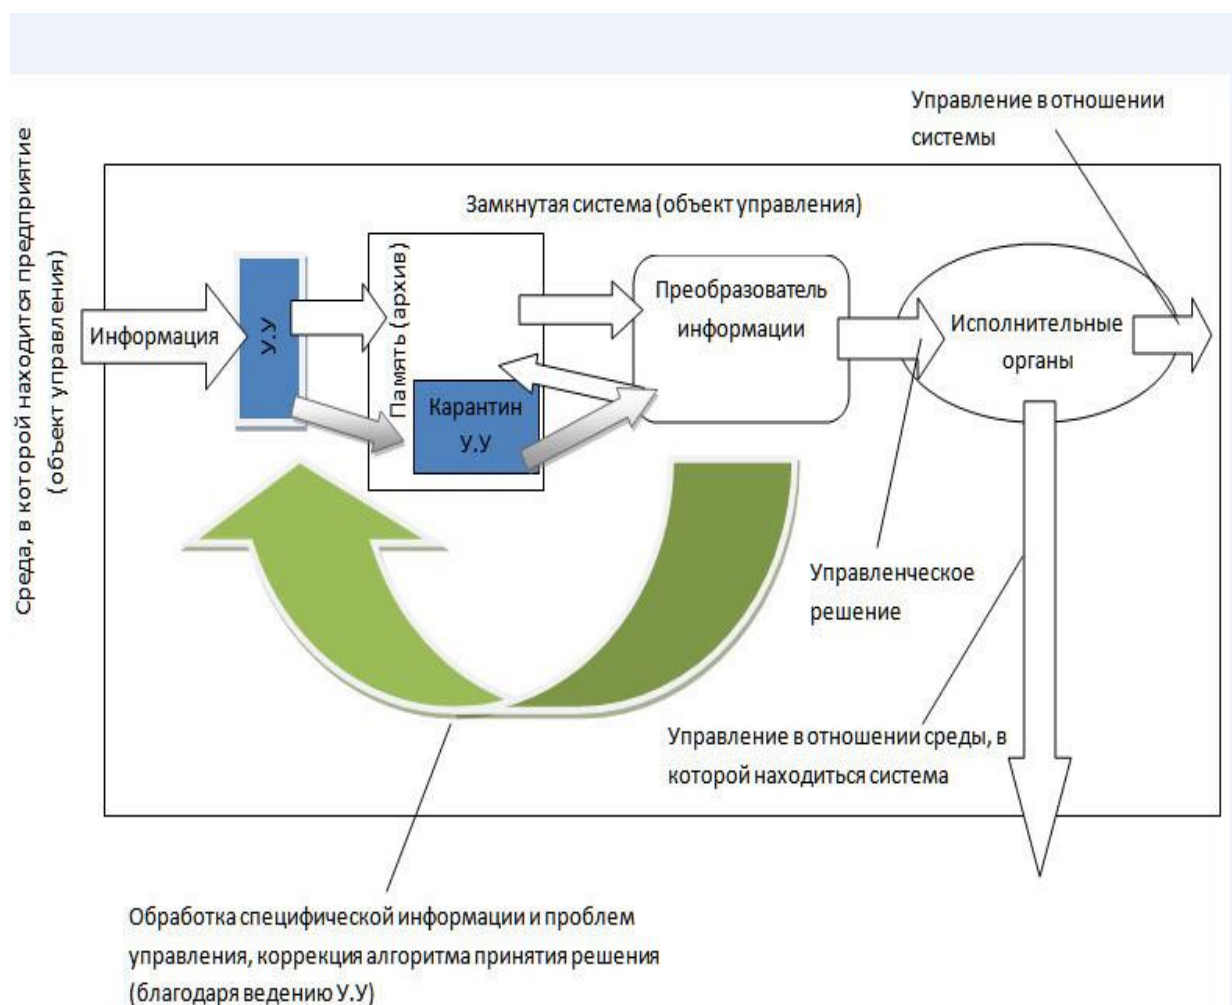 Управление в отношении
системы
Среда, в которой находится предприятие
(объект управления)
Замкнутая система (объект управления)
Информация
У.У
Память (архив)
Карантин
У.У
Преобразователь
информации
Исполнительные
органы
Управленческое
решение
Управление в отношении среды, в
которой находиться система
Обработка специфической информации и проблем
управления, коррекция алгоритма принятия решения
(благодаря ведению У.У)